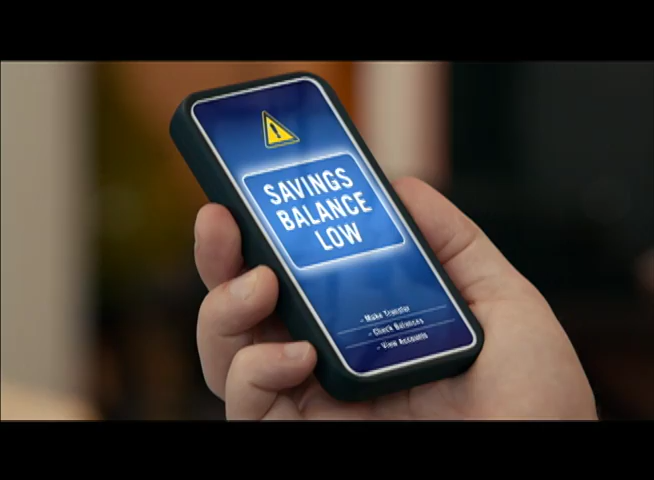 SAVINGS
BALANCE
LOW
- Make Transfer
- Check Balances
- View Accounts